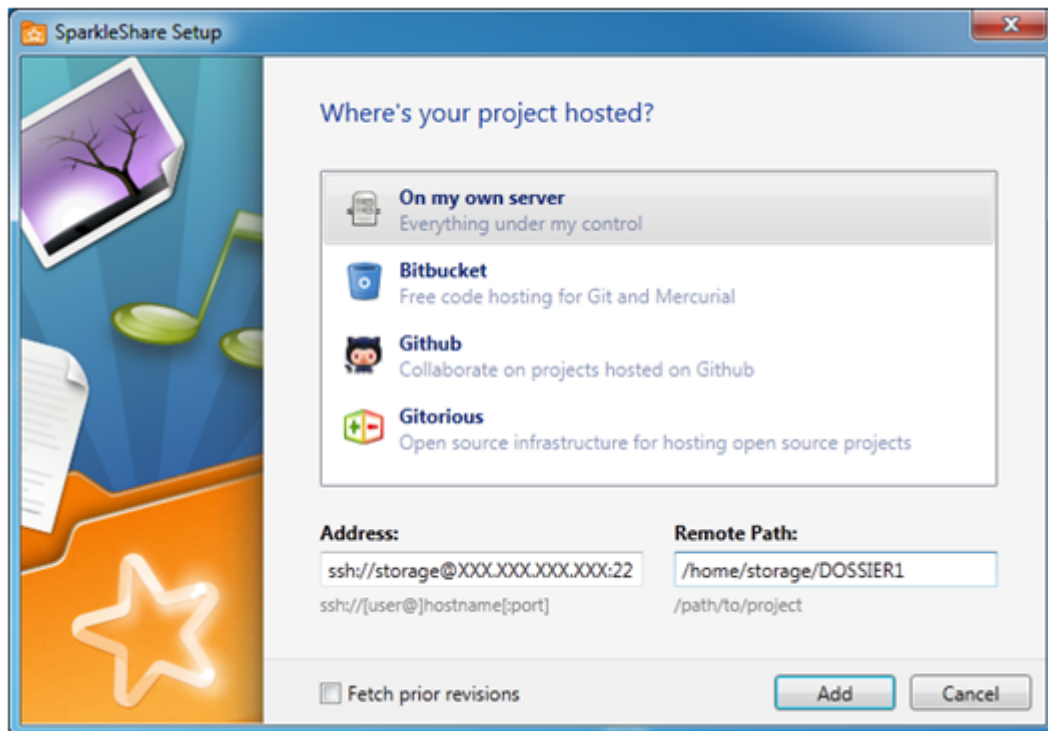 SparkleShare Setup
Where's your project hosted?
On my own server
Everything under my control
Bitbucket
Free code hosting for Git and Mercurial
Github
Collaborate on projects hosted on Github
Gitorious
Open source infrastructure for hosting open source projects
Address: Remote Path:
ssh://storage@XXX.XXX.XXX.XXX:22 /home/storage/DOSSIER1
ssh://[user@]hostname[:port] /path/to/project
Fetch prior revisions Add Cancel